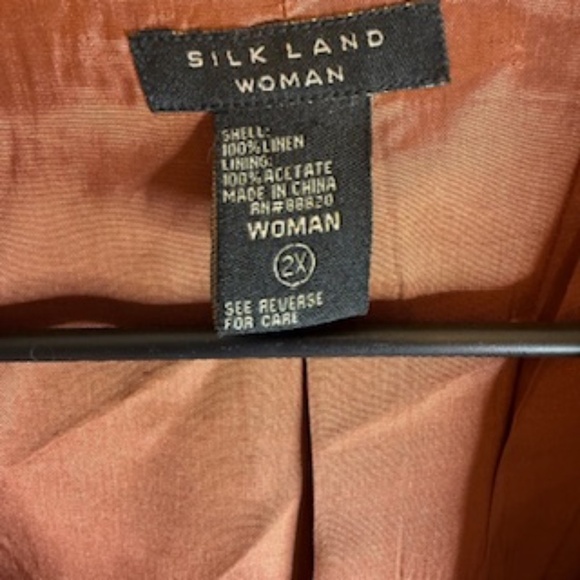 SILK LAND
WOMAN
SHELL:
100% LINEN
LINING:
100% ACETATE
MADE IN CHINA
RN#88820
WOMAN
2X
SEE REVERSE
FOR CARE